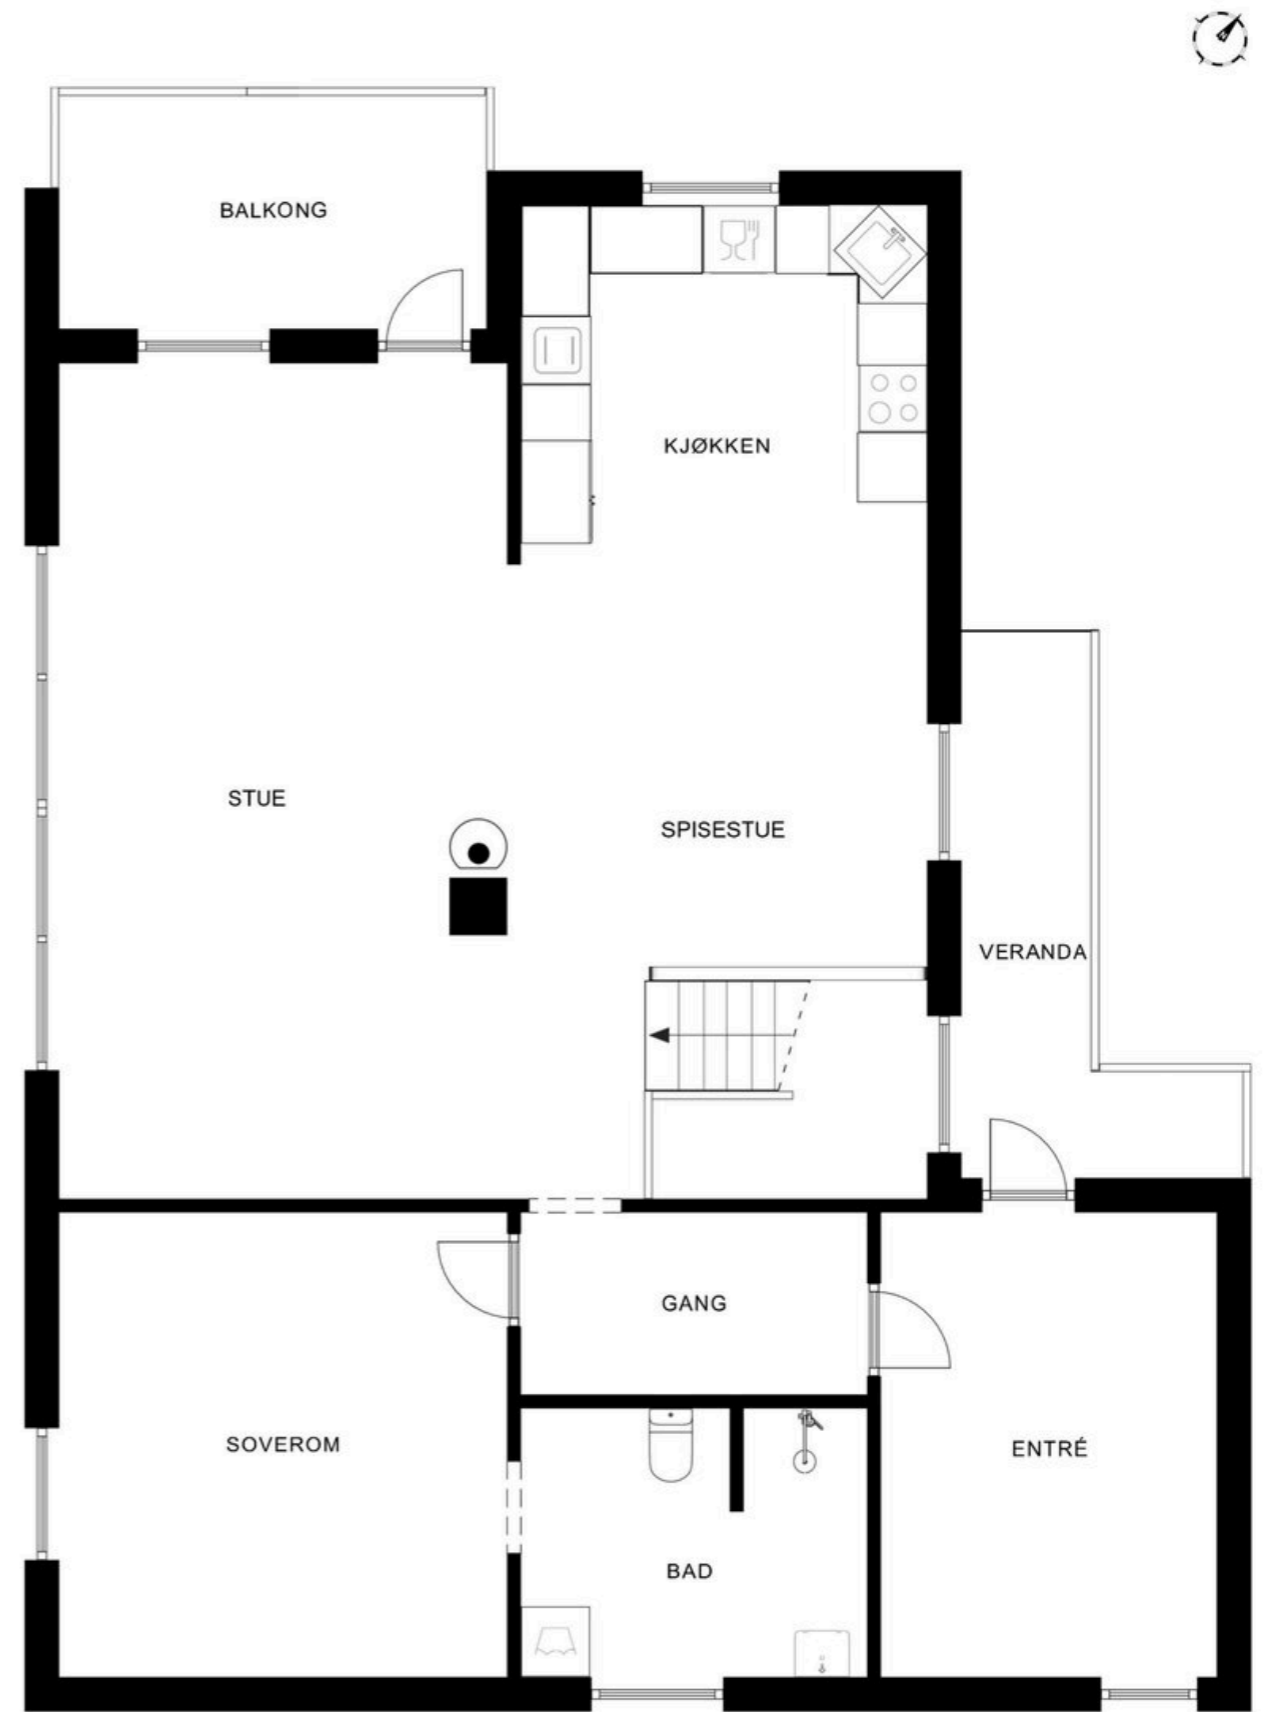 BALKONG
KJØKKEN
STUE
SPISESTUE
VERANDA
GANG
SOVEROM
ENTRÉ
BAD